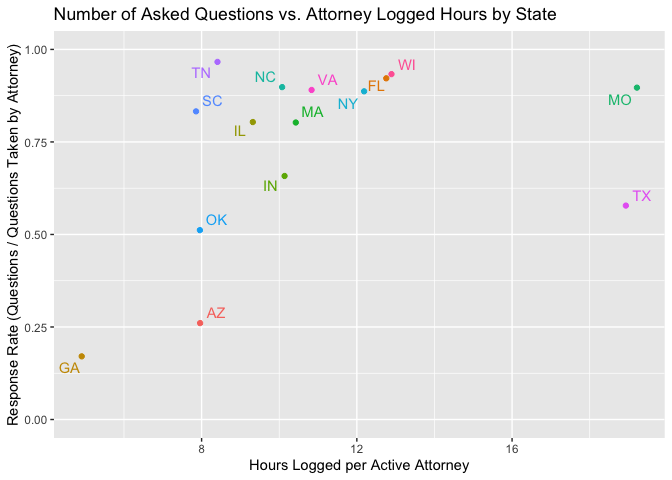 Number of Asked Questions vs. Attorney Logged Hours by State
Response Rate (Questions / Questions Taken by Attorney)
1.00
0.75
0.50
0.25
0.00
TN
NC
VA
WI
FL
NY
MO
SC
MA
IL
IN
TX
OK
AZ
GA
8
12
16
Hours Logged per Active Attorney